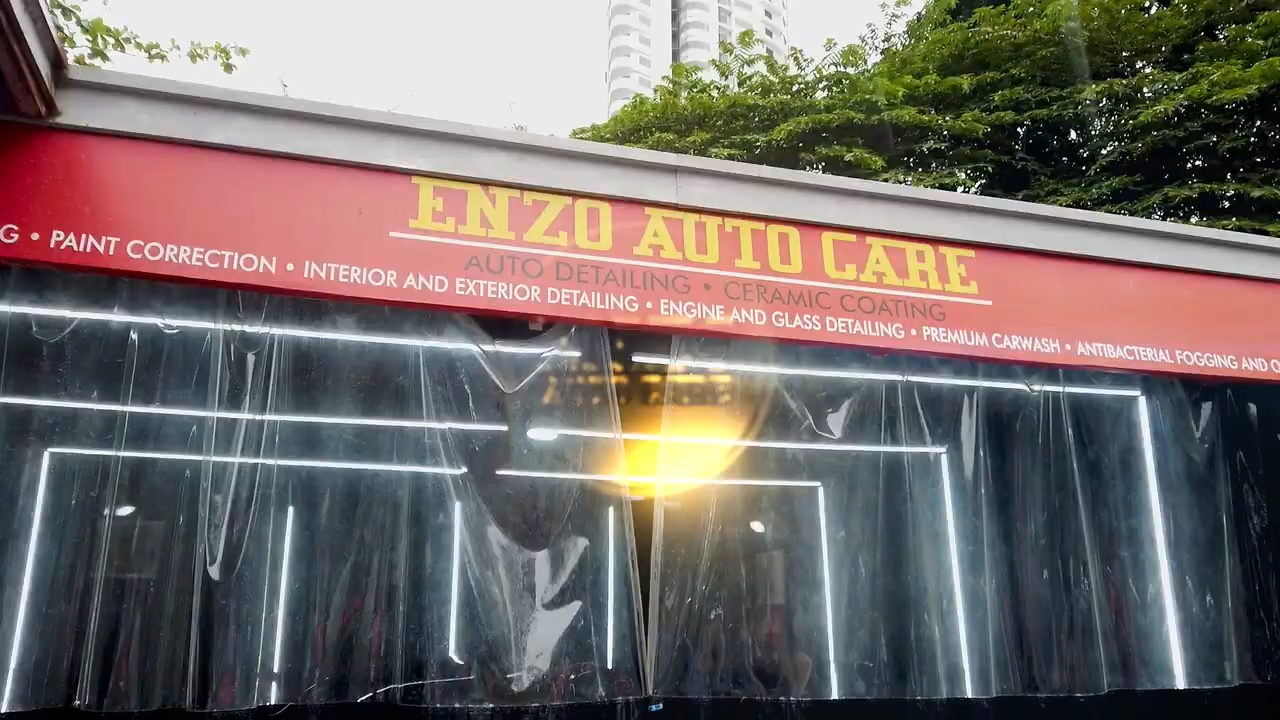 ENZO AUTO CARE
AUTO DETAILING • CERAMIC COATING
G • PAINT CORRECTION • INTERIOR AND EXTERIOR DETAILING • ENGINE AND GLASS DETAILING • PREMIUM CARWASH • ANTIBACTERIAL FOGGING AND O